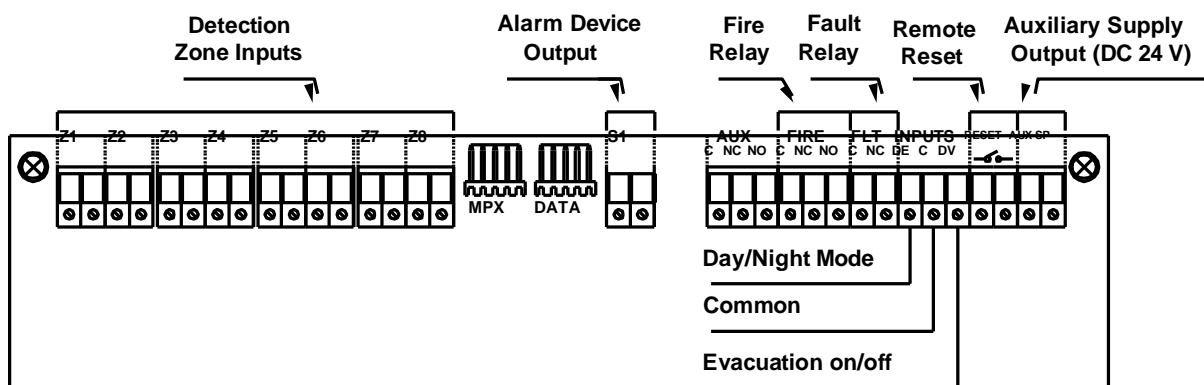 Detection
Zone Inputs
Alarm Device
Output
Fire
Relay
Fault
Relay
Remote
Reset
Auxiliary Supply
Output (DC 24 V)
Z1 Z2 Z3 Z4 Z5 Z6 Z7 Z8 S1 AUX FIRE FLT INPUTS RESET AUX SP
C NC NO C NC NO C NC DE C DV
MPX DATA
Day/Night Mode
Common
Evacuation on/off